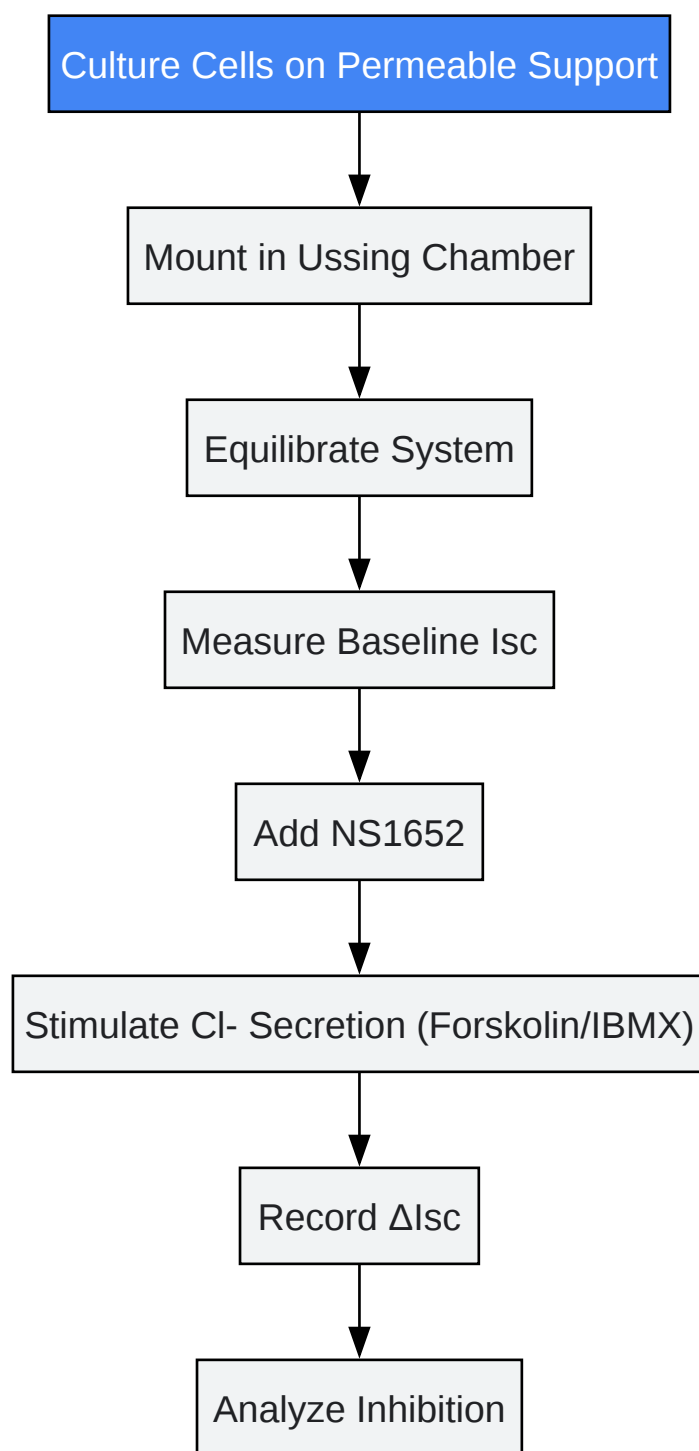 Culture Cells on Permeable Support
Mount in Ussing Chamber
Equilibrate System
Measure Baseline Isc
Add NS1652
Stimulate Cl- Secretion (Forskolin/IBMX)
Record ΔIsc
Analyze Inhibition